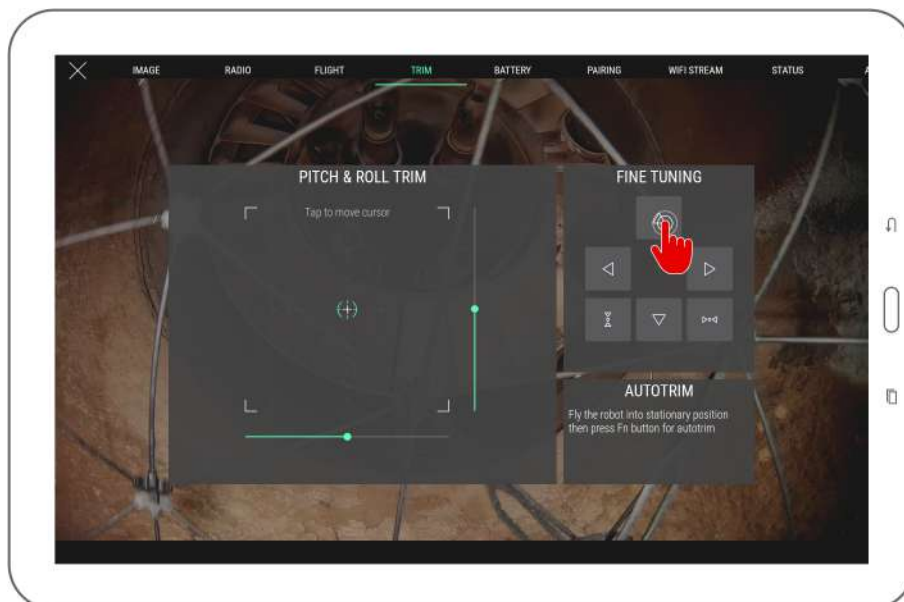 IMAGE RADIO FLIGHT TRIM BATTERY PAIRING WIFI STREAM STATUS
PITCH & ROLL TRIM
Tap to move cursor
FINE TUNING
AUTOTRIM
Fly the robot into stationary position
then press Fn button for autotrim